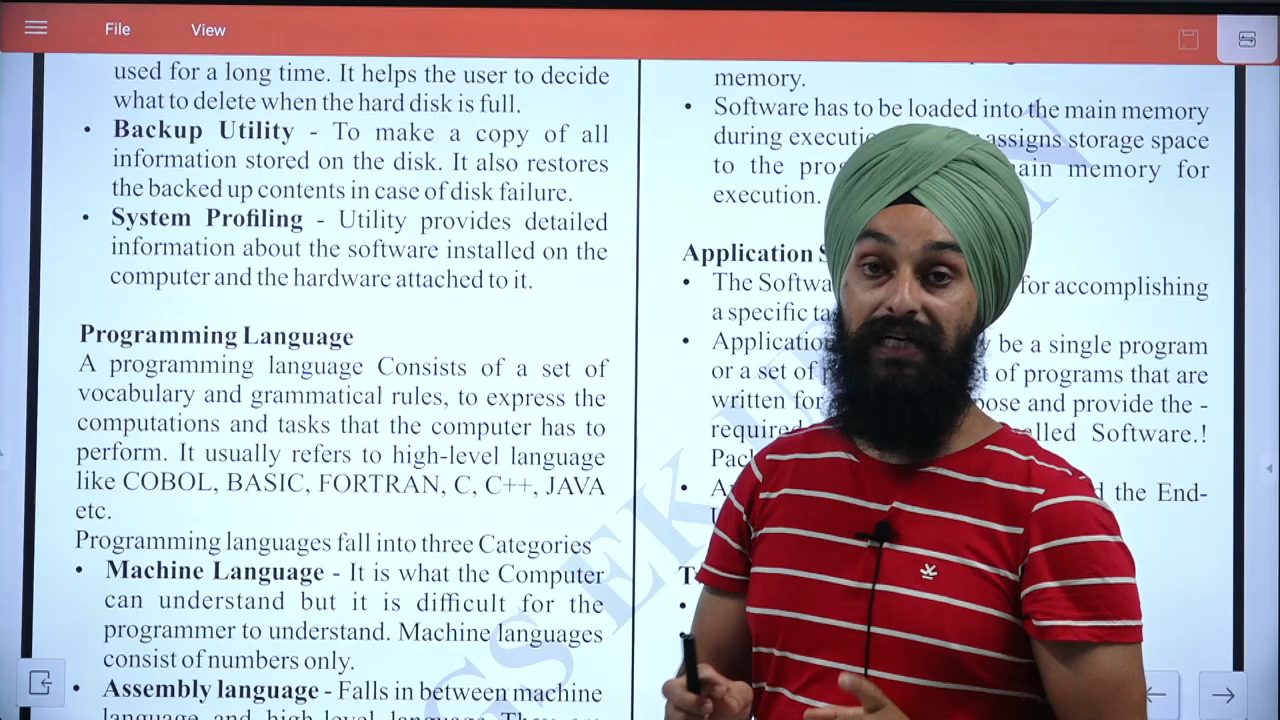 File View
used for a long time. It helps the user to decide
what to delete when the hard disk is full.
• Backup Utility - To make a copy of all
information stored on the disk. It also restores
the backed up contents in case of disk failure.
• System Profiling - Utility provides detailed
information about the software installed on the
computer and the hardware attached to it.
Programming Language
A programming language Consists of a set of
vocabulary and grammatical rules, to express the
computations and tasks that the computer has to
perform. It usually refers to high-level language
like COBOL, BASIC, FORTRAN, C, C++, JAVA
etc.
Programming languages fall into three Categories
• Machine Language - It is what the Computer
can understand but it is difficult for the
programmer to understand. Machine languages
consist of numbers only.
• Assembly language - Falls in between machine
language and high level language. They are
memory.
• Software has to be loaded into the main memory
during assigns storage space
to the memory for
execution.
Application
• The for accomplishing
a specific
• be a single program
or a set of of programs that are
written for and provide the -
Software.!
• the End-